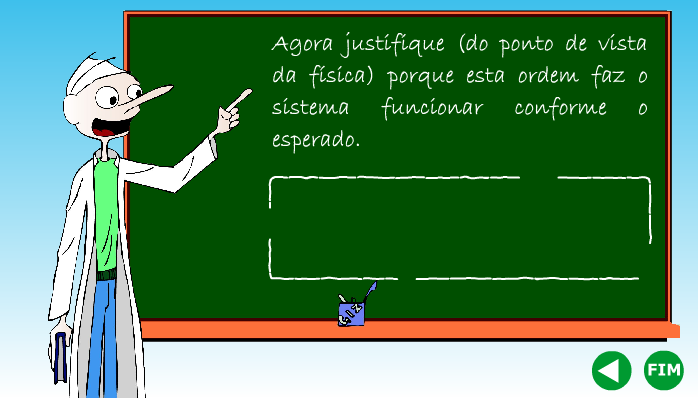 Agora justifique (do ponto de vista
da física) porque esta ordem faz o
sistema funcionar conforme o
esperado.
FIM